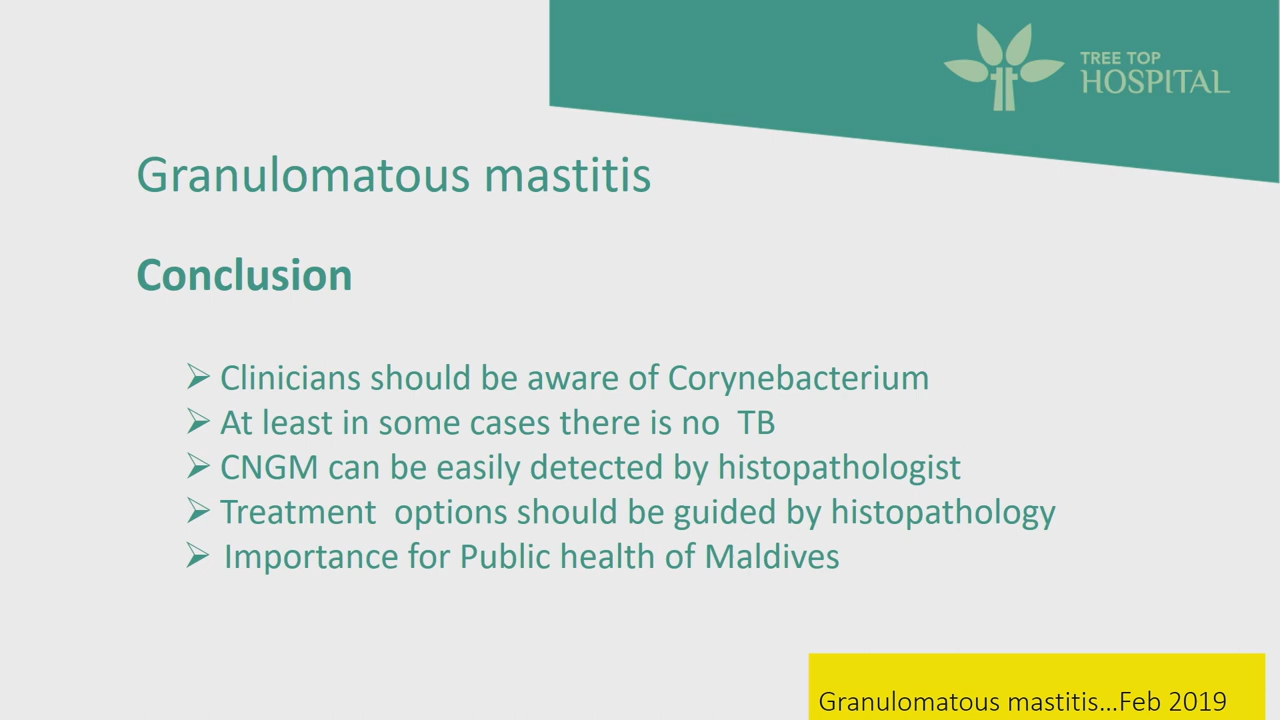 TREE TOP
HOSPITAL
Granulomatous mastitis
Conclusion
➢ Clinicians should be aware of Corynebacterium
➢ At least in some cases there is no  TB
➢ CNGM can be easily detected by histopathologist
➢ Treatment  options should be guided by histopathology
➢ Importance for Public health of Maldives
Granulomatous mastitis...Feb 2019